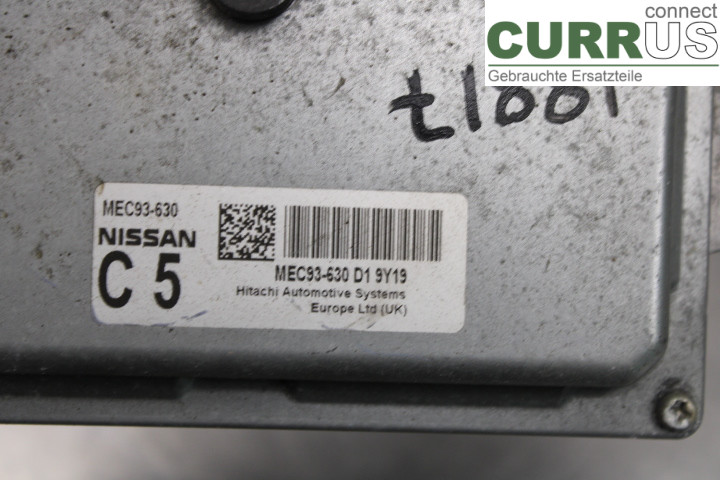 connect
CURRUS
Gebrauchte Ersatzteile
MEC93-630
NISSAN
C 5
MEC93-630 D1 9Y19
Hitachi Automotive Systems
Europe Ltd (UK)